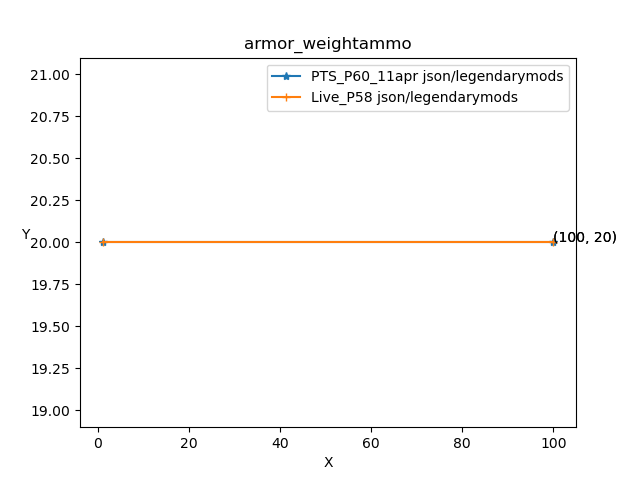 armor_weightammo
PTS_P60_11apr json/legendarymods
Live_P58 json/legendarymods
21.00
20.75
20.50
20.25
Y
20.00
(100, 20)
19.75
19.50
19.25
19.00
0 20 40 60 80 100
X